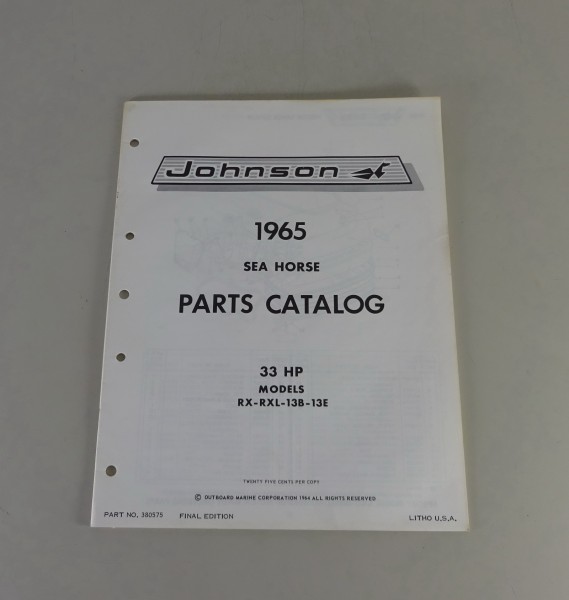 Johnson
1965
SEA HORSE
PARTS CATALOG
33 HP
MODELS
RX-RXL-13B-13E
TWENTY FIVE CENTS PER COPY
© OUTBOARD MARINE CORPORATION 1964 ALL RIGHTS RESERVED
PART NO. 380575 FINAL EDITION LITHO U.S.A.